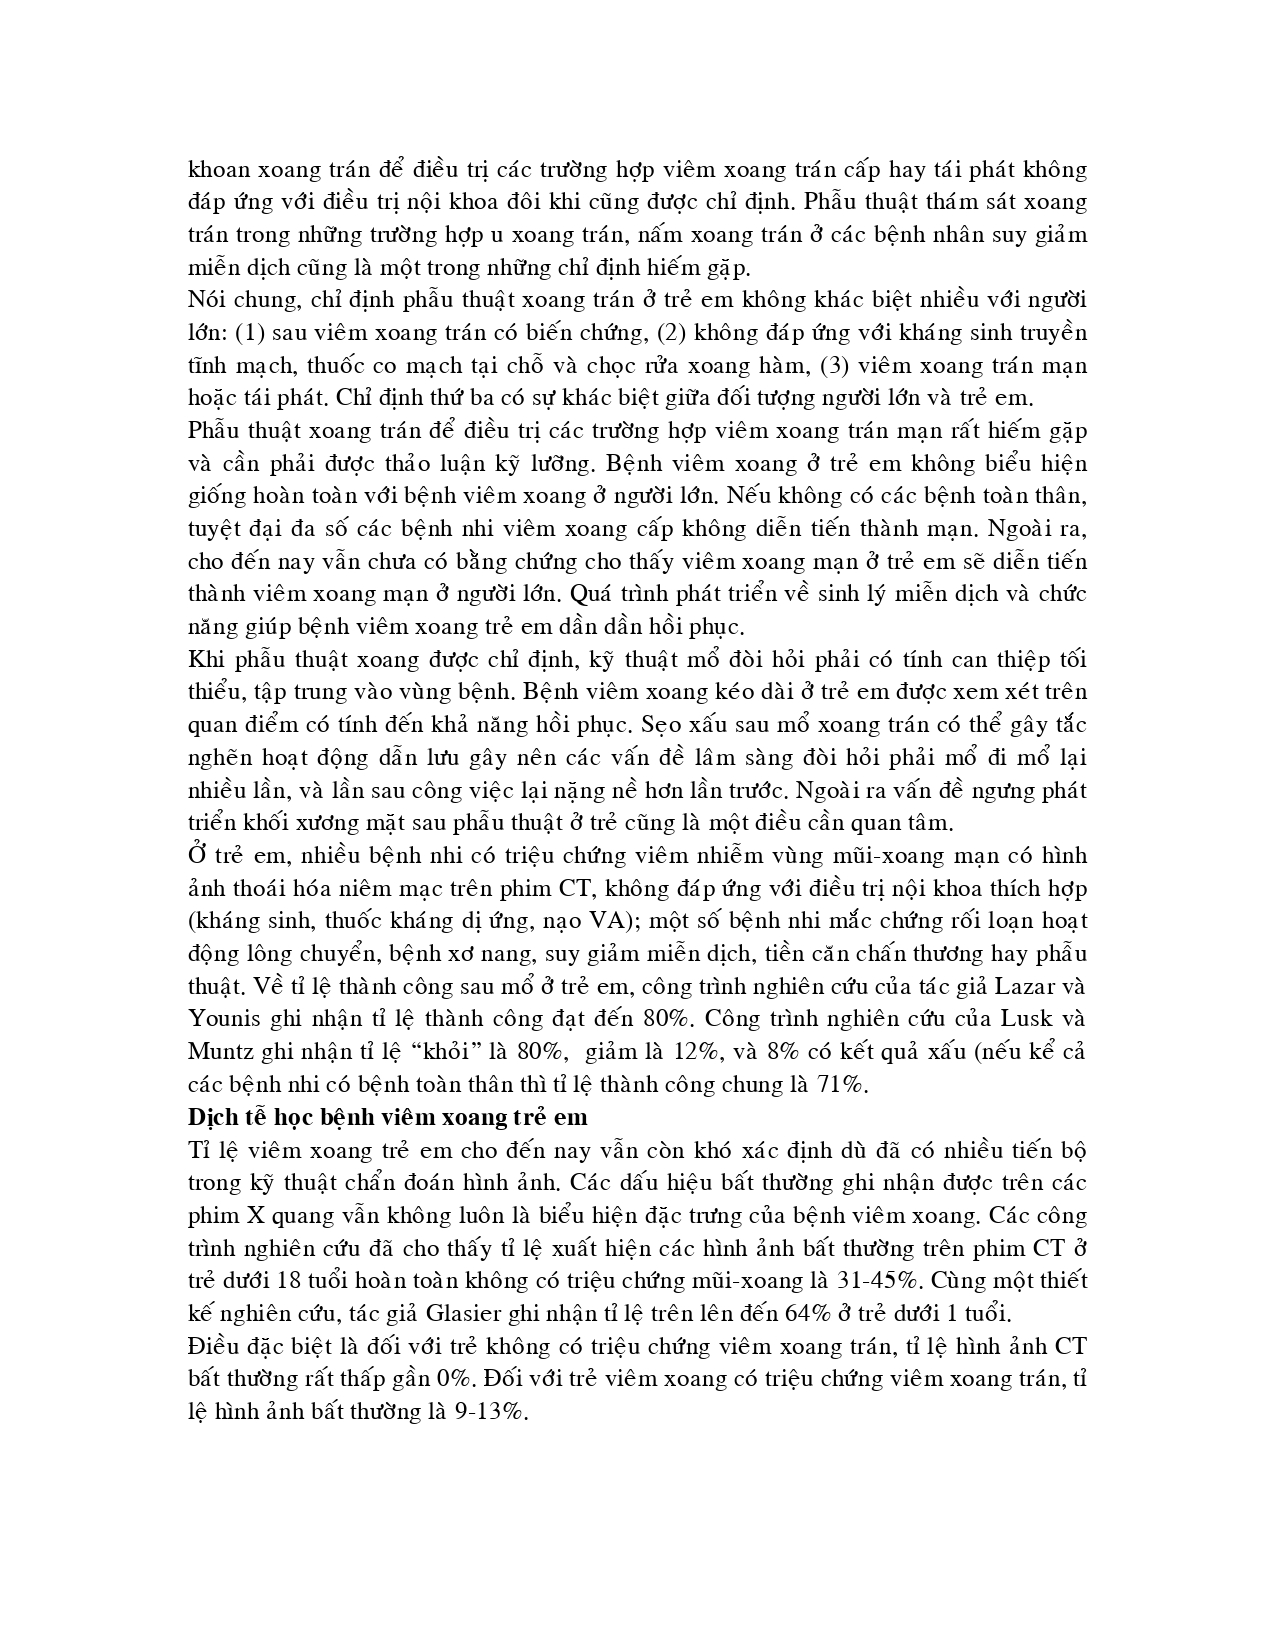 khoan xoang trán để điều trị các trường hợp viêm xoang trán cấp hay tái phát không
đáp ứng với điều trị nội khoa đôi khi cũng được chỉ định. Phẫu thuật thám sát xoang
trán trong những trường hợp u xoang trán, nấm xoang trán ở các bệnh nhân suy giảm
miễn dịch cũng là một trong những chỉ định hiếm gặp.
Nói chung, chỉ định phẫu thuật xoang trán ở trẻ em không khác biệt nhiều với người
lớn: (1) sau viêm xoang trán có biến chứng, (2) không đáp ứng với kháng sinh truyền
tĩnh mạch, thuốc co mạch tại chỗ và chọc rửa xoang hàm, (3) viêm xoang trán mạn
hoặc tái phát. Chỉ định thứ ba có sự khác biệt giữa đối tượng người lớn và trẻ em.
Phẫu thuật xoang trán để điều trị các trường hợp viêm xoang trán mạn rất hiếm gặp
và cần phải được thảo luận kỹ lưỡng. Bệnh viêm xoang ở trẻ em không biểu hiện
giống hoàn toàn với bệnh viêm xoang ở người lớn. Nếu không có các bệnh toàn thân,
tuyệt đại đa số các bệnh nhi viêm xoang cấp không diễn tiến thành mạn. Ngoài ra,
cho đến nay vẫn chưa có bằng chứng cho thấy viêm xoang mạn ở trẻ em sẽ diễn tiến
thành viêm xoang mạn ở người lớn. Quá trình phát triển về sinh lý miễn dịch và chức
năng giúp bệnh viêm xoang trẻ em dần dần hồi phục.
Khi phẫu thuật xoang được chỉ định, kỹ thuật mổ đòi hỏi phải có tính can thiệp tối
thiểu, tập trung vào vùng bệnh. Bệnh viêm xoang kéo dài ở trẻ em được xem xét trên
quan điểm có tính đến khả năng hồi phục. Sẹo xấu sau mổ xoang trán có thể gây tắc
nghẽn hoạt động dẫn lưu gây nên các vấn đề lâm sàng đòi hỏi phải mổ đi mổ lại
nhiều lần, và lần sau công việc lại nặng nề hơn lần trước. Ngoài ra vấn đề ngưng phát
triển khối xương mặt sau phẫu thuật ở trẻ cũng là một điều cần quan tâm.
Ở trẻ em, nhiều bệnh nhi có triệu chứng viêm nhiễm vùng mũi-xoang mạn có hình
ảnh thoái hóa niêm mạc trên phim CT, không đáp ứng với điều trị nội khoa thích hợp
(kháng sinh, thuốc kháng dị ứng, nạo VA); một số bệnh nhi mắc chứng rối loạn hoạt
động lông chuyển, bệnh xơ nang, suy giảm miễn dịch, tiền căn chấn thương hay phẫu
thuật. Về tỉ lệ thành công sau mổ ở trẻ em, công trình nghiên cứu của tác giả Lazar và
Younis ghi nhận tỉ lệ thành công đạt đến 80%. Công trình nghiên cứu của Lusk và
Muntz ghi nhận tỉ lệ “khỏi” là 80%,  giảm là 12%, và 8% có kết quả xấu (nếu kể cả
các bệnh nhi có bệnh toàn thân thì tỉ lệ thành công chung là 71%.
Dịch tễ học bệnh viêm xoang trẻ em
Tỉ lệ viêm xoang trẻ em cho đến nay vẫn còn khó xác định dù đã có nhiều tiến bộ
trong kỹ thuật chẩn đoán hình ảnh. Các dấu hiệu bất thường ghi nhận được trên các
phim X quang vẫn không luôn là biểu hiện đặc trưng của bệnh viêm xoang. Các công
trình nghiên cứu đã cho thấy tỉ lệ xuất hiện các hình ảnh bất thường trên phim CT ở
trẻ dưới 18 tuổi hoàn toàn không có triệu chứng mũi-xoang là 31-45%. Cùng một thiết
kế nghiên cứu, tác giả Glasier ghi nhận tỉ lệ trên lên đến 64% ở trẻ dưới 1 tuổi.
Điều đặc biệt là đối với trẻ không có triệu chứng viêm xoang trán, tỉ lệ hình ảnh CT
bất thường rất thấp gần 0%. Đối với trẻ viêm xoang có triệu chứng viêm xoang trán, tỉ
lệ hình ảnh bất thường là 9-13%.